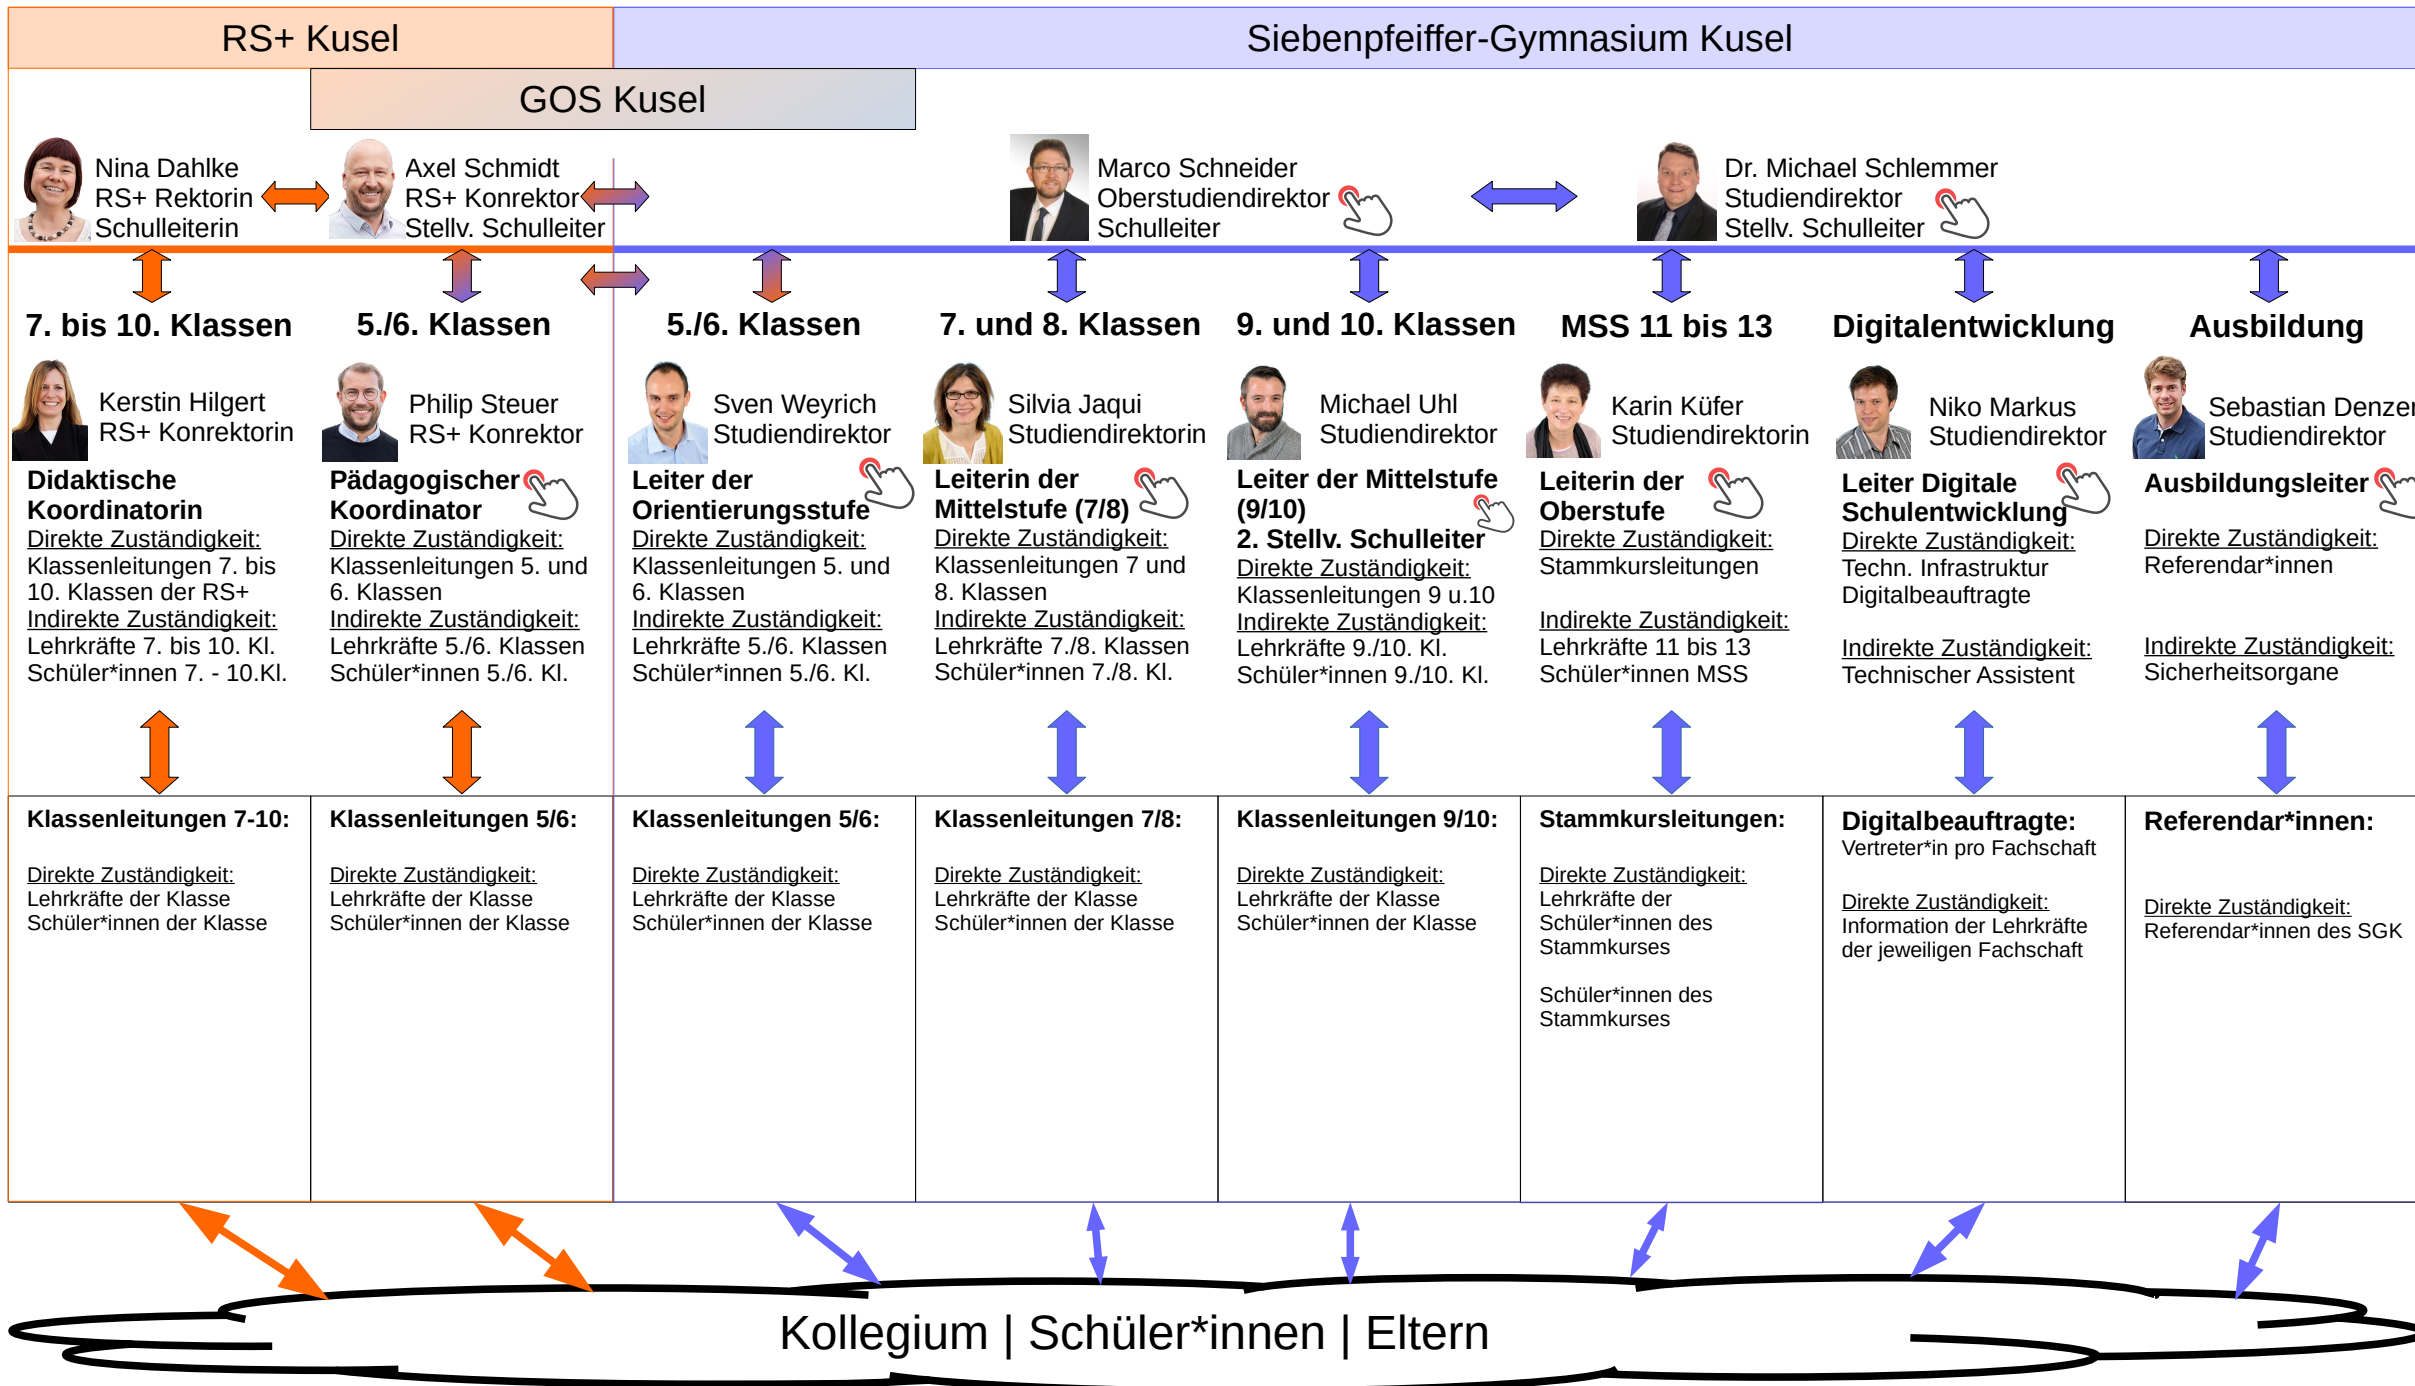 RS+ Kusel
Siebenpfeiffer-Gymnasium Kusel
GOS Kusel
Nina Dahlke
RS+ Rektorin
Schulleiterin
Axel Schmidt
RS+ Konrektor
Stellv. Schulleiter
Marco Schneider
Oberstudiendirektor
Schulleiter
Dr. Michael Schlemmer
Studiendirektor
Stellv. Schulleiter
7. bis 10. Klassen
Kerstin Hilgert
RS+ Konrektorin
Didaktische
Koordinatorin
Direkte Zuständigkeit:
Klassenleitungen 7. bis
10. Klassen der RS+
Indirekte Zuständigkeit:
Lehrkräfte 7. bis 10. Kl.
Schüler*innen 7. - 10.Kl.
5./6. Klassen
Philip Steuer
RS+ Konrektor
Pädagogischer
Koordinator
Direkte Zuständigkeit:
Klassenleitungen 5. und
6. Klassen
Indirekte Zuständigkeit:
Lehrkräfte 5./6. Klassen
Schüler*innen 5./6. Kl.
5./6. Klassen
Sven Weyrich
Studiendirektor
Leiter der
Orientierungsstufe
Direkte Zuständigkeit:
Klassenleitungen 5. und
6. Klassen
Indirekte Zuständigkeit:
Lehrkräfte 5./6. Klassen
Schüler*innen 5./6. Kl.
7. und 8. Klassen
Silvia Jaqui
Studiendirektorin
Leiterin der
Mittelstufe (7/8)
Direkte Zuständigkeit:
Klassenleitungen 7 und
8. Klassen
Indirekte Zuständigkeit:
Lehrkräfte 7./8. Klassen
Schüler*innen 7./8. Kl.
9. und 10. Klassen
Michael Uhl
Studiendirektor
Leiter der Mittelstufe
(9/10)
2. Stellv. Schulleiter
Direkte Zuständigkeit:
Klassenleitungen 9 u.10
Indirekte Zuständigkeit:
Lehrkräfte 9./10. Kl.
Schüler*innen 9./10. Kl.
MSS 11 bis 13
Karin Küfer
Studiendirektorin
Leiterin der
Oberstufe
Direkte Zuständigkeit:
Stammkursleitungen
Indirekte Zuständigkeit:
Lehrkräfte 11 bis 13
Schüler*innen MSS
Digitalentwicklung
Niko Markus
Studiendirektor
Leiter Digitale
Schulentwicklung
Direkte Zuständigkeit:
Techn. Infrastruktur
Digitalbeauftragte
Indirekte Zuständigkeit:
Technischer Assistent
Ausbildung
Sebastian Denzer
Studiendirektor
Ausbildungsleiter
Direkte Zuständigkeit:
Referendar*innen
Indirekte Zuständigkeit:
Sicherheitsorgane
Klassenleitungen 7-10:
Direkte Zuständigkeit:
Lehrkräfte der Klasse
Schüler*innen der Klasse
Klassenleitungen 5/6:
Direkte Zuständigkeit:
Lehrkräfte der Klasse
Schüler*innen der Klasse
Klassenleitungen 5/6:
Direkte Zuständigkeit:
Lehrkräfte der Klasse
Schüler*innen der Klasse
Klassenleitungen 7/8:
Direkte Zuständigkeit:
Lehrkräfte der Klasse
Schüler*innen der Klasse
Klassenleitungen 9/10:
Direkte Zuständigkeit:
Lehrkräfte der Klasse
Schüler*innen der Klasse
Stammkursleitungen:
Direkte Zuständigkeit:
Lehrkräfte der
Schüler*innen des
Stammkurses
Schüler*innen des
Stammkurses
Digitalbeauftragte:
Vertreter*in pro Fachschaft
Direkte Zuständigkeit:
Information der Lehrkräfte
der jeweiligen Fachschaft
Referendar*innen:
Direkte Zuständigkeit:
Referendar*innen des SGK
Kollegium | Schüler*innen | Eltern